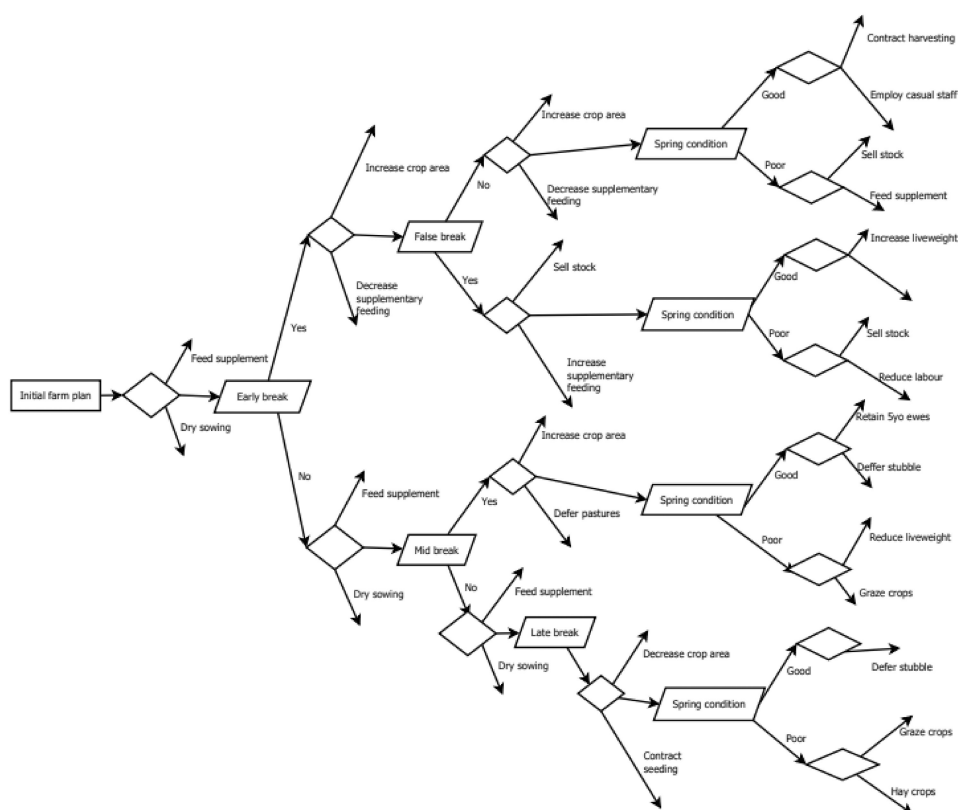 Contract harvesting
Good
Employ casual staff
Increase crop area
Spring condition
Increase crop area
Sell stock
Poor
No
Decrease supplementary
feeding
Feed supplement
False break
Increase liveweight
Sell stock
Good
Decrease
supplementary
feeding
Yes
Spring condition
Yes
Poor
Sell stock
Feed supplement
Increase
supplementary
feeding
Reduce labour
Initial farm plan
Early break
Retain 5yo ewes
Dry sowing
Increase crop area
Good
Deffer stubble
No
Feed supplement
Yes
Spring condition
Defer pastures
Poor
Reduce liveweight
Mid break
No
Feed supplement
Graze crops
Dry sowing
Late break
Decrease crop area
Dry sowing
Good
Defer stubble
Spring condition
Poor
Graze crops
Contract
seeding
Hay crops